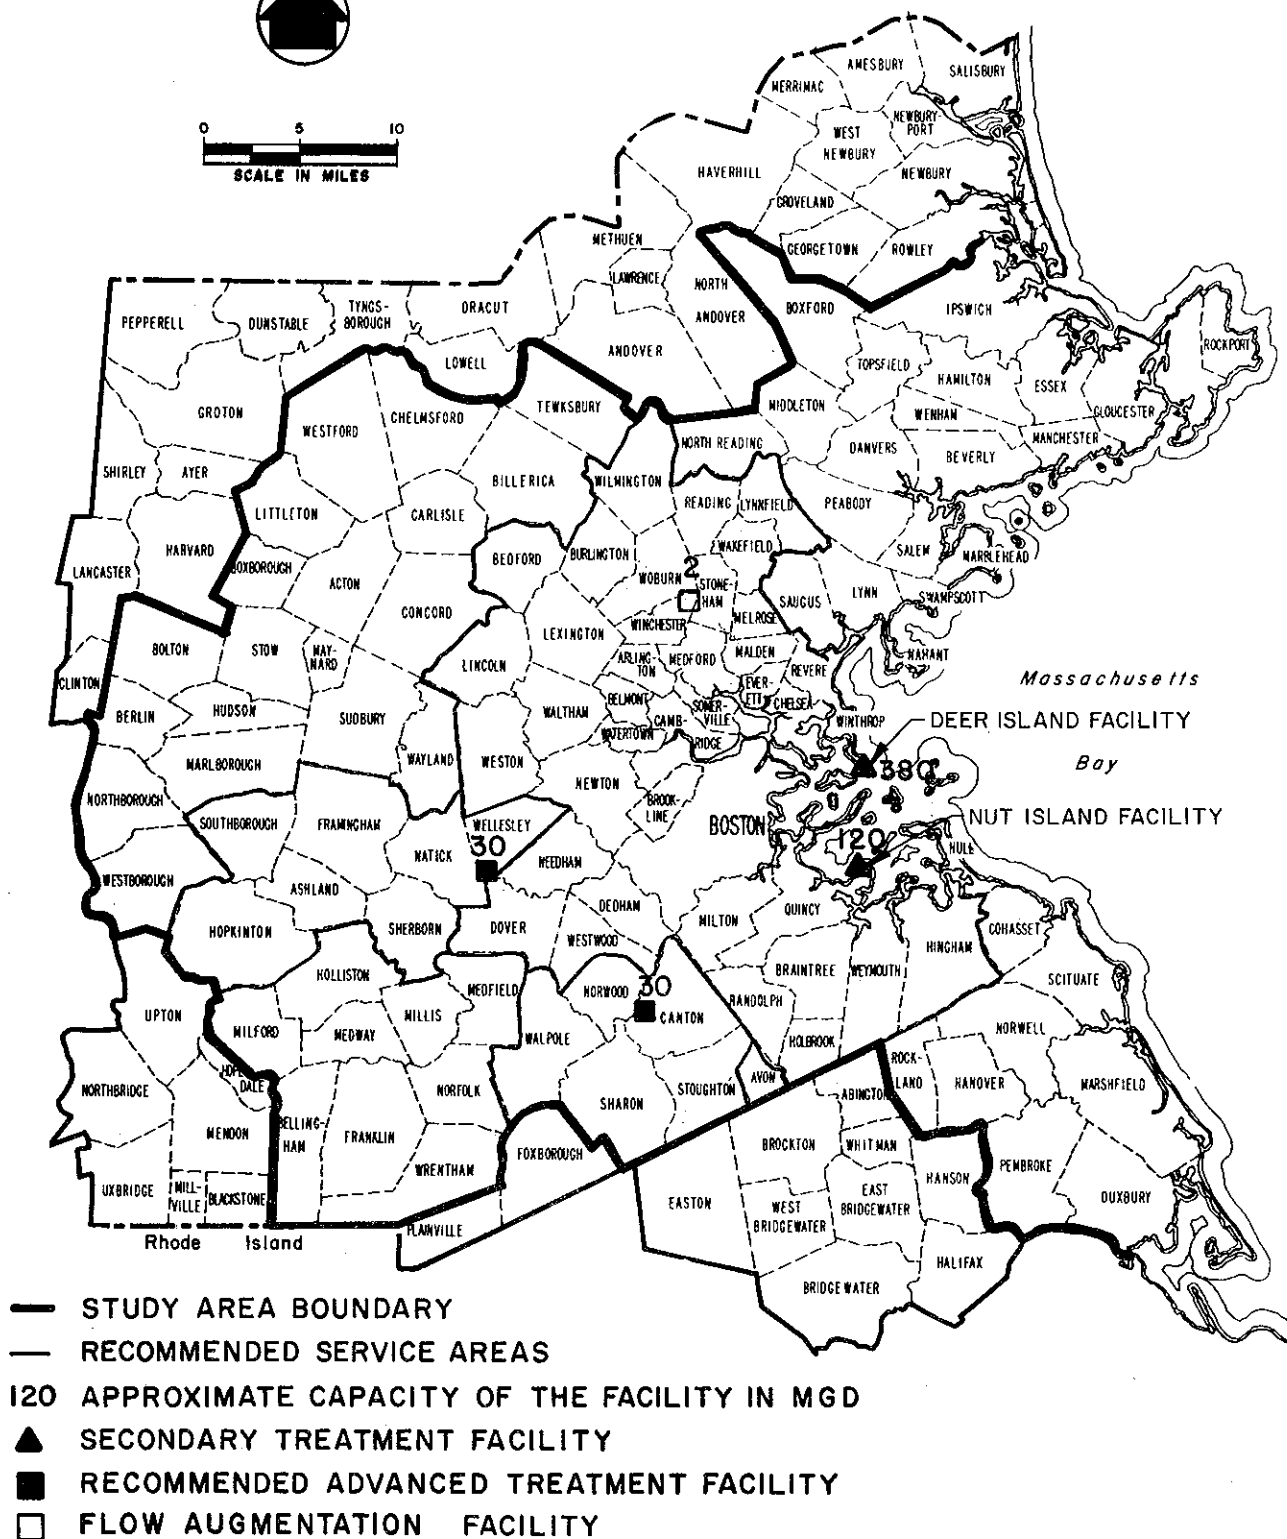 0 5 10
SCALE IN MILES
AMESBURY
SALISBURY
MERRIMAC
NEWBURY-
PORT
WEST
NEWBURY
NEWBURY
HAVERHILL
GROVELAND
GEORGETOWN
ROWLEY
METHUEN
LAWRENCE
NORTH
ANDOVER
BOXFORD
IPSWICH
PEPPERELL
DUNSTABLE
TYNGS-
BOROUGH
DRACUT
LOWELL
ANDOVER
TOPSFIELD
HAMILTON
ESSEX
ROCKPORT
GROTON
CHELMSFORD
TEWKSBURY
MIDDLETON
WENHAM
GLOUCESTER
WESTFORD
NORTH READING
DANVERS
BEVERLY
MANCHESTER
SHIRLEY
AYER
BILLERICA
WILMINGTON
READING
LYNNFIELD
PEABODY
LITTLETON
CARLISLE
HARVARD
BEDFORD
BURLINGTON
WAKEFIELD
SALEM
MARBLEHEAD
LANCASTER
BOXBOROUGH
ACTON
WOBURN
2
STONE-
HAM
CONCORD
SAUGUS
LYNN
SWAMPSCOTT
LEXINGTON
WINCHESTER
MELROSE
BOLTON
STOW
MAY-
NARD
LINCOLN
ARLING-
TON
MEDFORD
MALDEN
REVERE
NAHANT
CLINTON
Massachusetts
BERLIN
HUDSON
SUDBURY
WALTHAM
BELMONT
EVER-
ETT
CHELSEA
SOMER-
VILLE
CAMB-
RIDGE
WATERTOWN
WINTHROP
DEER ISLAND FACILITY
MARLBOROUGH
WAYLAND
WESTON
380
Bay
NORTHBOROUGH
NEWTON
BROOK-
LINE
SOUTHBOROUGH
FRAMINGHAM
WELLESLEY
BOSTON
NUT ISLAND FACILITY
30
120
HULL
NATICK
NEEDHAM
WESTBOROUGH
ASHLAND
DEDHAM
QUINCY
HOPKINTON
SHERBORN
DOVER
WESTWOOD
MILTON
HINGHAM
COHASSET
HOLLISTON
BRAINTREE
WEYMOUTH
SCITUATE
MEDFIELD
NORWOOD
30
RANDOLPH
UPTON
MILFORD
MEDWAY
MILLIS
WALPOLE
CANTON
HOLBROOK
NORWELL
HOPE
DALE
NORTHBRIDGE
NORFOLK
SHARON
STOUGHTON
AVON
ROCK-
LAND
HANOVER
MARSHFIELD
ABINGTON
BELLING-
HAM
MENDON
FRANKLIN
WRENTHAM
FOXBOROUGH
BROCKTON
WHITMAN
HANSON
PEMBROKE
UXBRIDGE
MILL-
VILLE
BLACKSTONE
EASTON
WEST
BRIDGEWATER
EAST
BRIDGEWATER
DUXBURY
PLAINVILLE
Rhode Island
HALIFAX
BRIDGEWATER
STUDY AREA BOUNDARY
RECOMMENDED SERVICE AREAS
120 APPROXIMATE CAPACITY OF THE FACILITY IN MGD
SECONDARY TREATMENT FACILITY
RECOMMENDED ADVANCED TREATMENT FACILITY
FLOW AUGMENTATION FACILITY